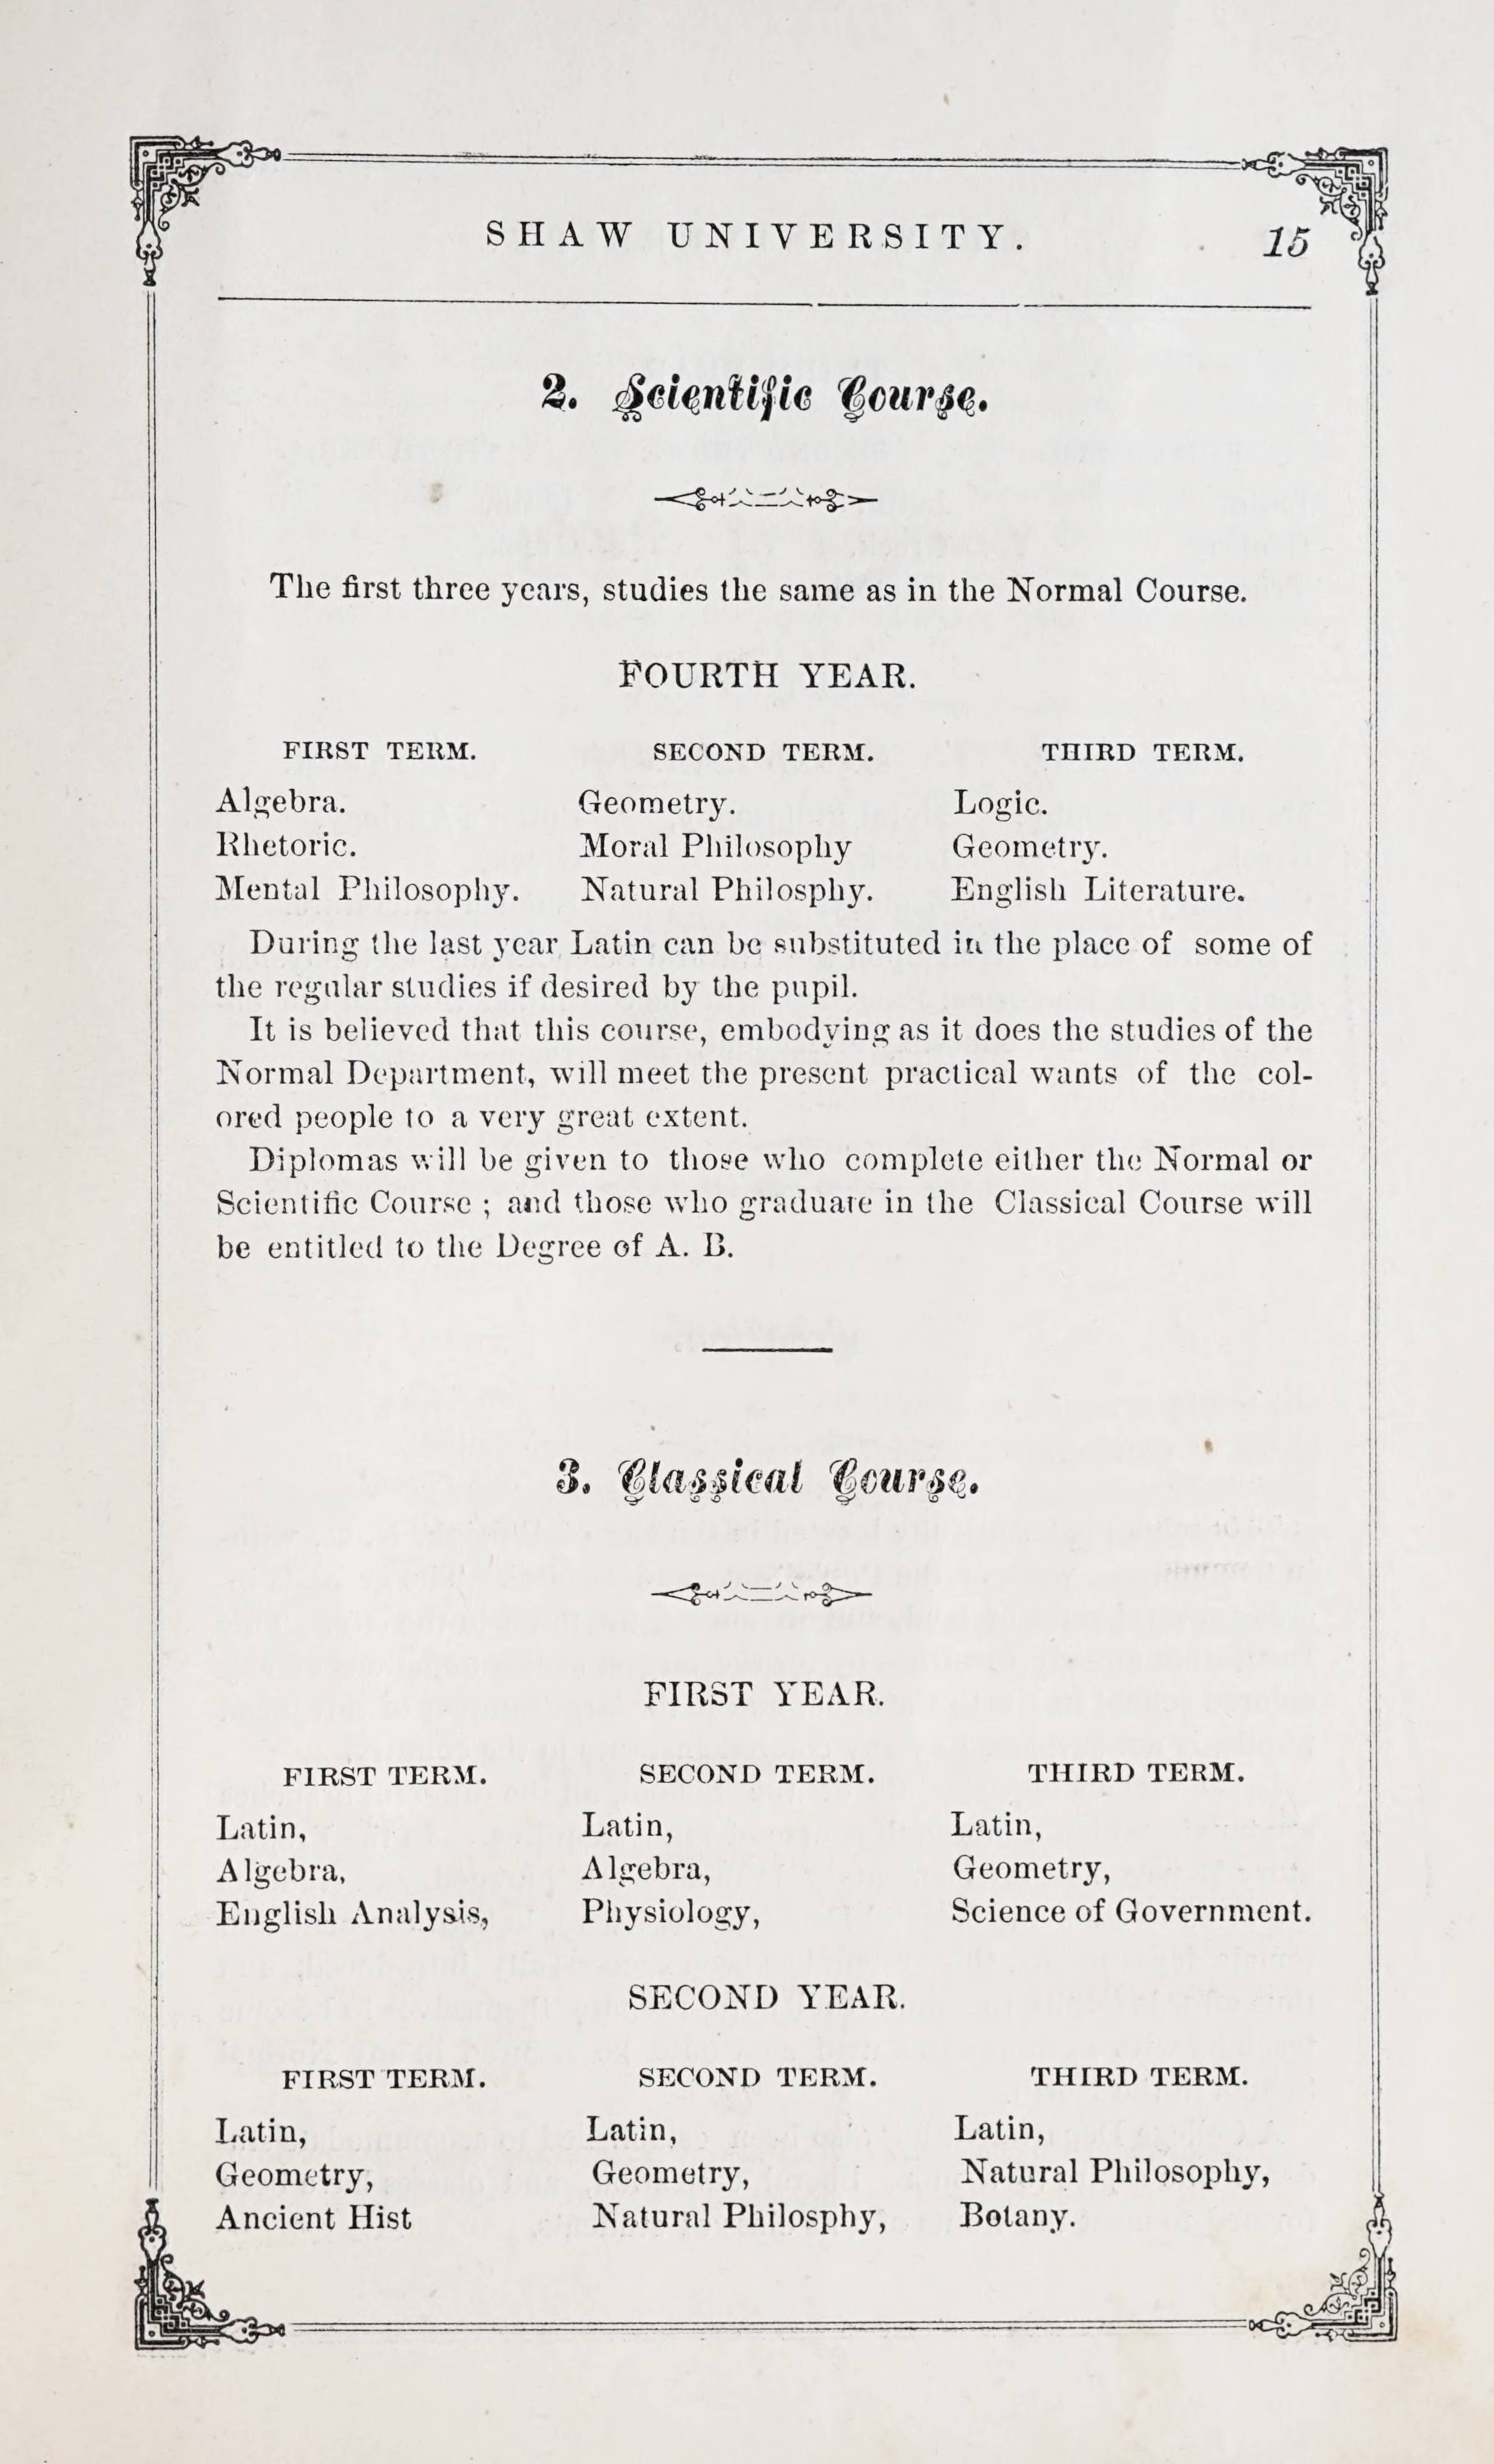 SHAW UNIVERSITY. 15
2. Scientific Course.
The first three years, studies the same as in the Normal Course.
FOURTH YEAR.
FIRST TERM. SECOND TERM. THIRD TERM.
Algebra. Geometry. Logic.
Rhetoric. Moral Philosophy Geometry.
Mental Philosophy. Natural Philosphy. English Literature.
During the last year Latin can be substituted in the place of some of
the regular studies if desired by the pupil.
It is believed that this course, embodying as it does the studies of the
Normal Department, will meet the present practical wants of the col-
ored people to a very great extent.
Diplomas will be given to those who complete either the Normal or
Scientific Course ; and those who graduate in the Classical Course will
be entitled to the Degree of A. B.
3. Classical Course.
FIRST YEAR.
FIRST TERM. SECOND TERM. THIRD TERM.
Latin, Latin, Latin,
Algebra, Algebra, Geometry,
English Analysis, Physiology, Science of Government.
SECOND YEAR.
FIRST TERM. SECOND TERM. THIRD TERM.
Latin, Latin, Latin,
Geometry, Geometry, Natural Philosophy,
Ancient Hist Natural Philosphy, Botany.